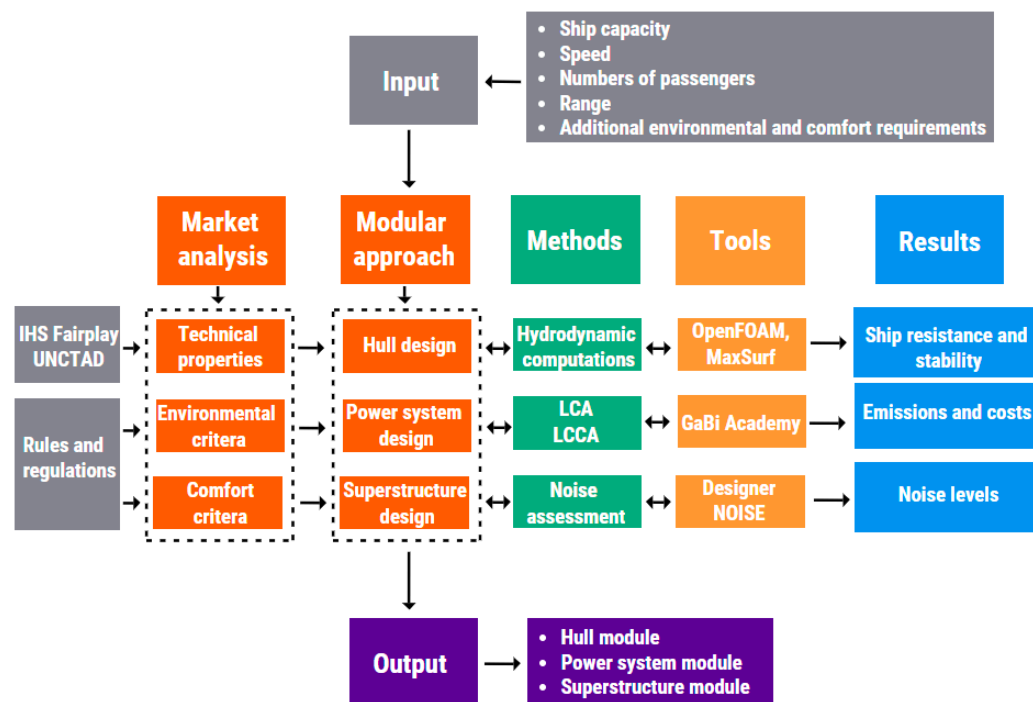 Input
• Ship capacity
• Speed
• Numbers of passengers
• Range
• Additional environmental and comfort requirements
Market
analysis
Modular
approach
Methods
Tools
Results
IHS Fairplay
UNCTAD
Technical
properties
Hull design
Hydrodynamic
computations
OpenFOAM,
MaxSurf
Ship resistance and
stability
Rules and
regulations
Environmental
critera
Power system
design
LCA
LCCA
GaBi Academy
Emissions and costs
Comfort
critera
Superstructure
design
Noise
assessment
Designer
NOISE
Noise levels
Output
• Hull module
• Power system module
• Superstructure module